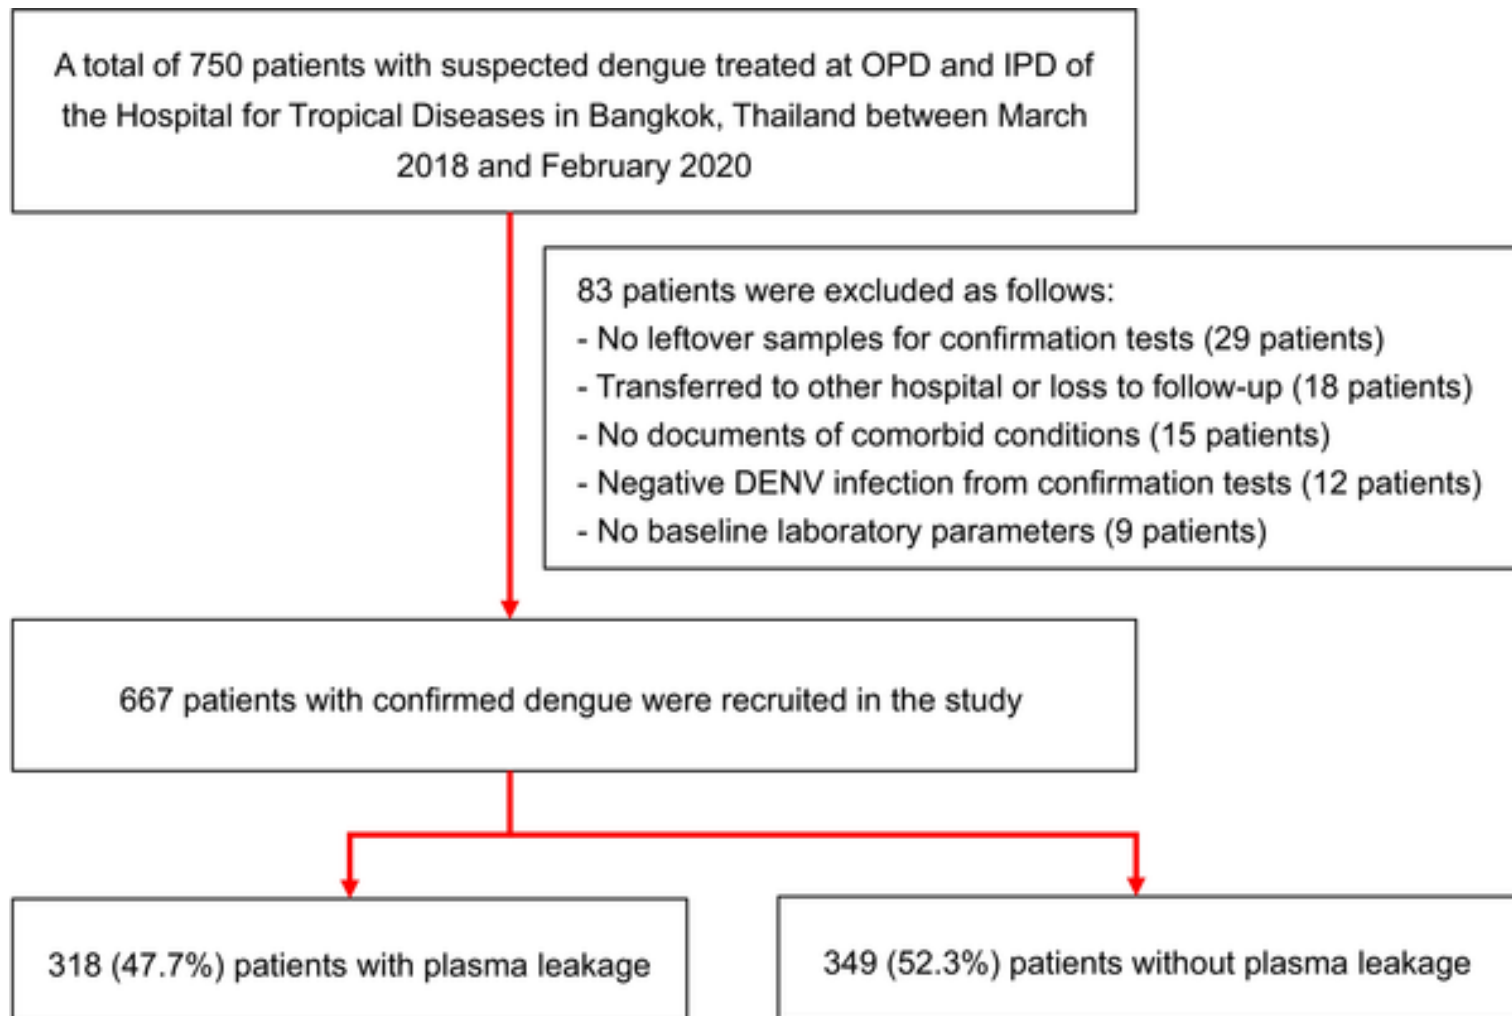 A total of 750 patients with suspected dengue treated at OPD and IPD of
the Hospital for Tropical Diseases in Bangkok, Thailand between March
2018 and February 2020
83 patients were excluded as follows:
- No leftover samples for confirmation tests (29 patients)
- Transferred to other hospital or loss to follow-up (18 patients)
- No documents of comorbid conditions (15 patients)
- Negative DENV infection from confirmation tests (12 patients)
- No baseline laboratory parameters (9 patients)
667 patients with confirmed dengue were recruited in the study
318 (47.7%) patients with plasma leakage
349 (52.3%) patients without plasma leakage